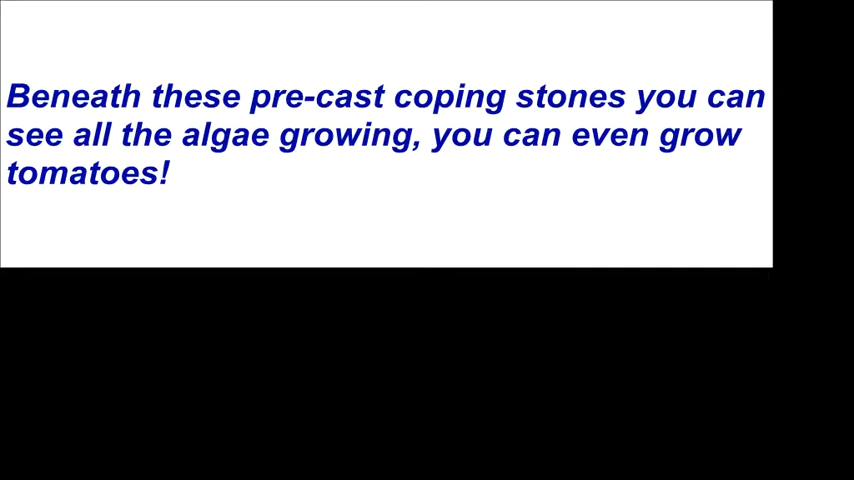 Beneath these pre-cast coping stones you can
see all the algae growing, you can even grow
tomatoes!